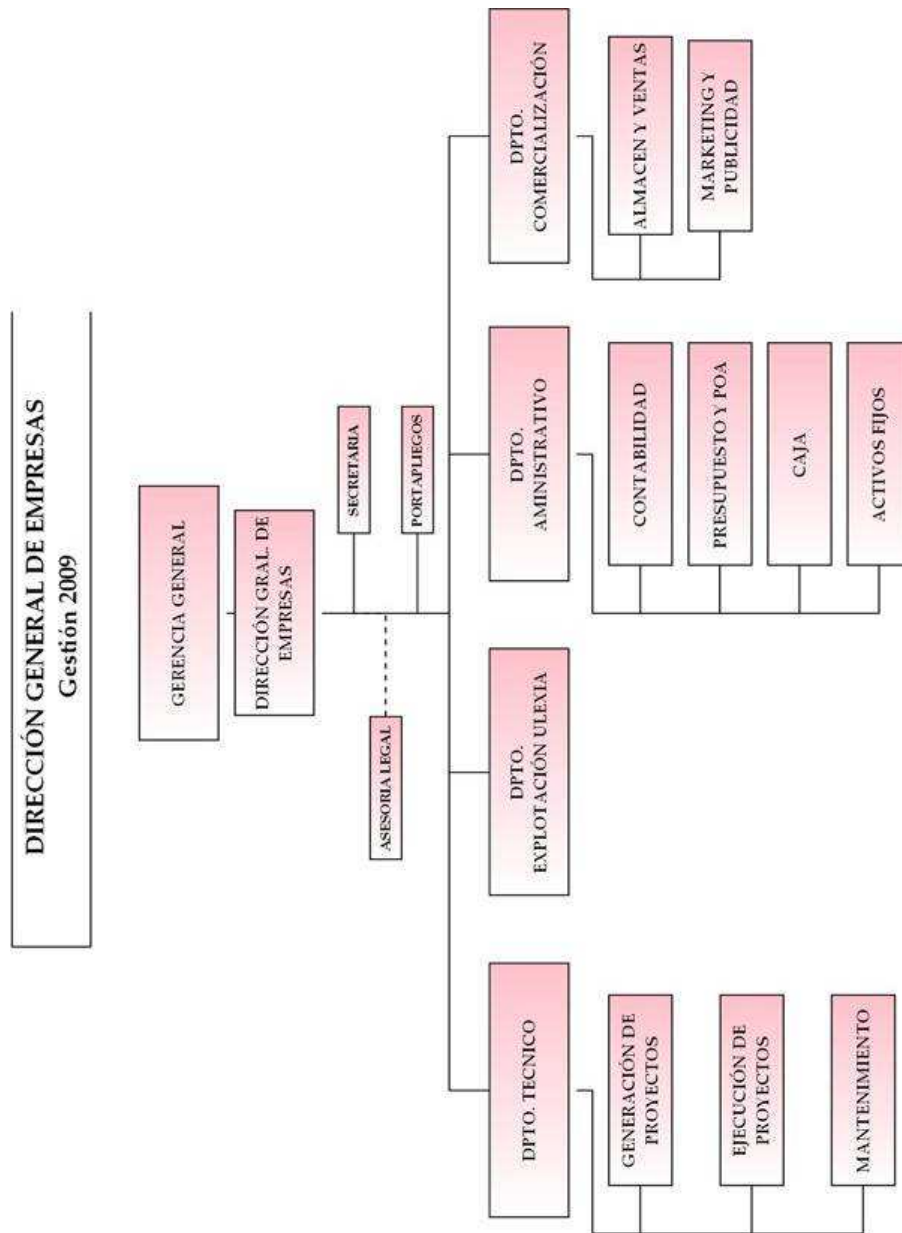 DIRECCIÓN GENERAL DE EMPRESAS
Gestión 2009
GERENCIA GENERAL
DIRECCIÓN GRAL. DE
EMPRESAS
SECRETARIA
ASESORIA LEGAL
PORTAPLIEGOS
DPTO. TECNICO
GENERACIÓN DE
PROYECTOS
EJECUCIÓN DE
PROYECTOS
MANTENIMIENTO
DPTO.
EXPLOTACIÓN ULEXIA
DPTO.
AMINISTRATIVO
CONTABILIDAD
PRESUPUESTO Y POA
CAJA
ACTIVOS FIJOS
DPTO.
COMERCIALIZACIÓN
ALMACEN Y VENTAS
MARKETING Y
PUBLICIDAD